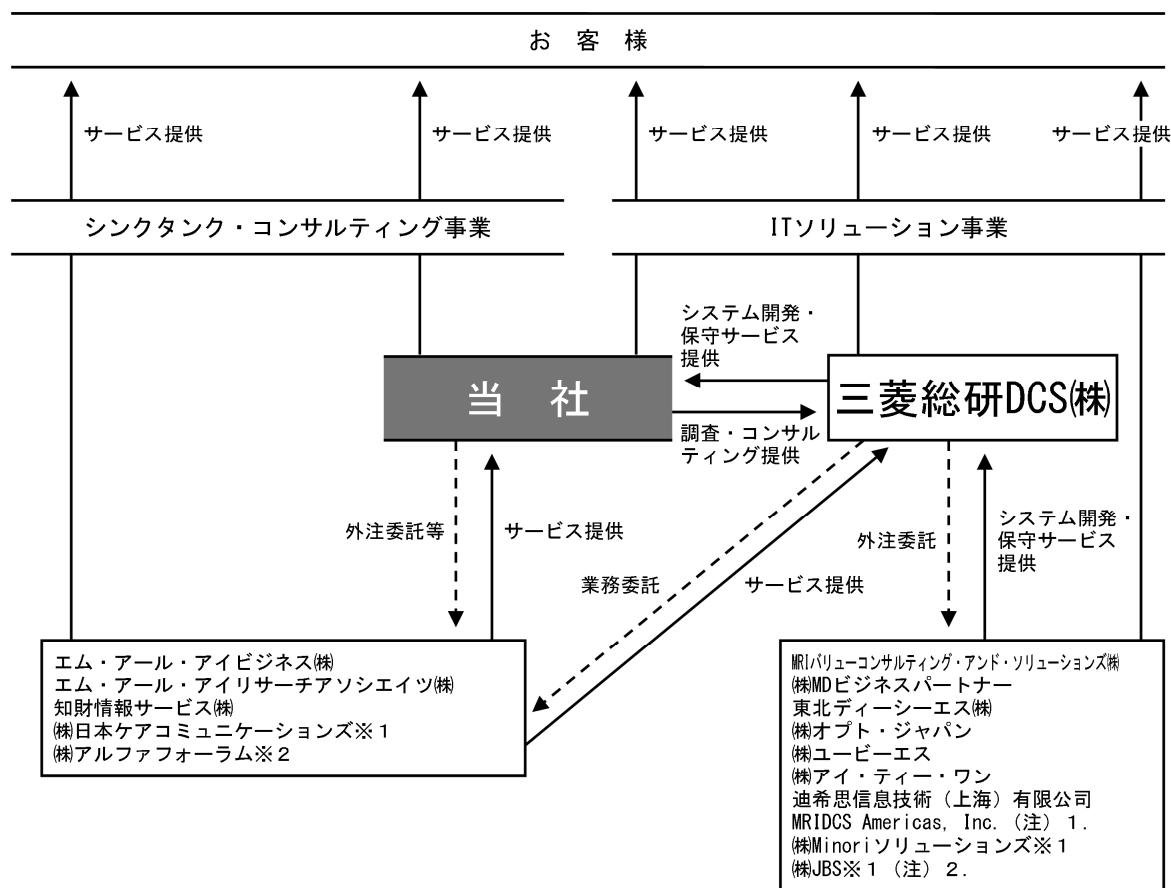 お 客 様
サービス提供
サービス提供
サービス提供
サービス提供
サービス提供
シンクタンク・コンサルティング事業
ITソリューション事業
システム開発・
保守サービス
提供
当 社
三菱総研DCS㈱
調査・コンサル
ティング提供
外注委託等
サービス提供
業務委託
サービス提供
外注委託
システム開発・
保守サービス
提供
エム・アール・アイビジネス㈱
エム・アール・アイリサーチアソシエイツ㈱
知財情報サービス㈱
㈱日本ケアコミュニケーションズ※1
㈱アルファフォーラム※2
MRIバリューコンサルティング・アンド・ソリューションズ㈱
㈱MDビジネスパートナー
東北ディーシーエス㈱
㈱オプト・ジャパン
㈱ユービーエス
㈱アイ・ティー・ワン
迪希思信息技術（上海）有限公司
MRIDCS Americas, Inc.（注）1.
㈱Minoriソリューションズ※1
㈱JBS※1（注）2.